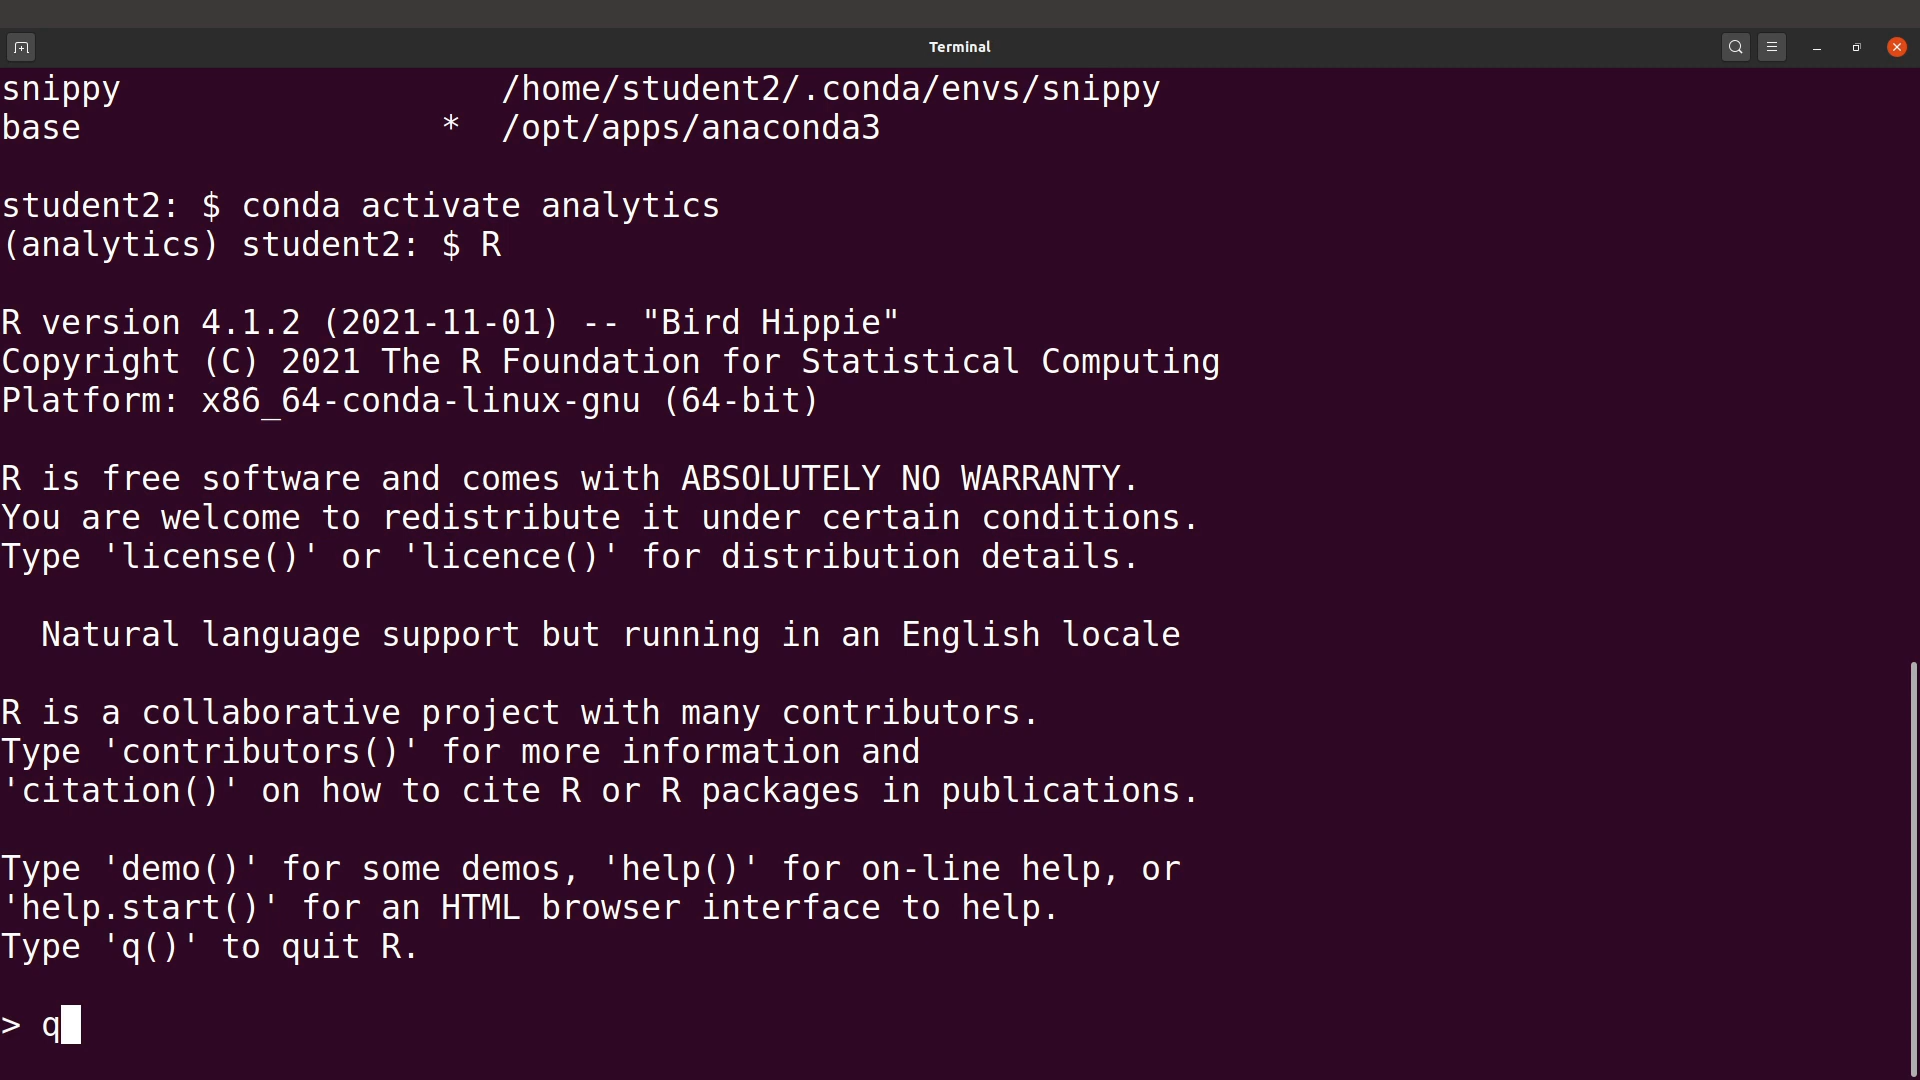 Terminal
snippy                   /home/student2/.conda/envs/snippy
base                  *  /opt/apps/anaconda3
student2: $ conda activate analytics
(analytics) student2: $ R
R version 4.1.2 (2021-11-01) -- "Bird Hippie"
Copyright (C) 2021 The R Foundation for Statistical Computing
Platform: x86_64-conda-linux-gnu (64-bit)
R is free software and comes with ABSOLUTELY NO WARRANTY.
You are welcome to redistribute it under certain conditions.
Type 'license()' or 'licence()' for distribution details.
  Natural language support but running in an English locale
R is a collaborative project with many contributors.
Type 'contributors()' for more information and
'citation()' on how to cite R or R packages in publications.
Type 'demo()' for some demos, 'help()' for on-line help, or
'help.start()' for an HTML browser interface to help.
Type 'q()' to quit R.
> q